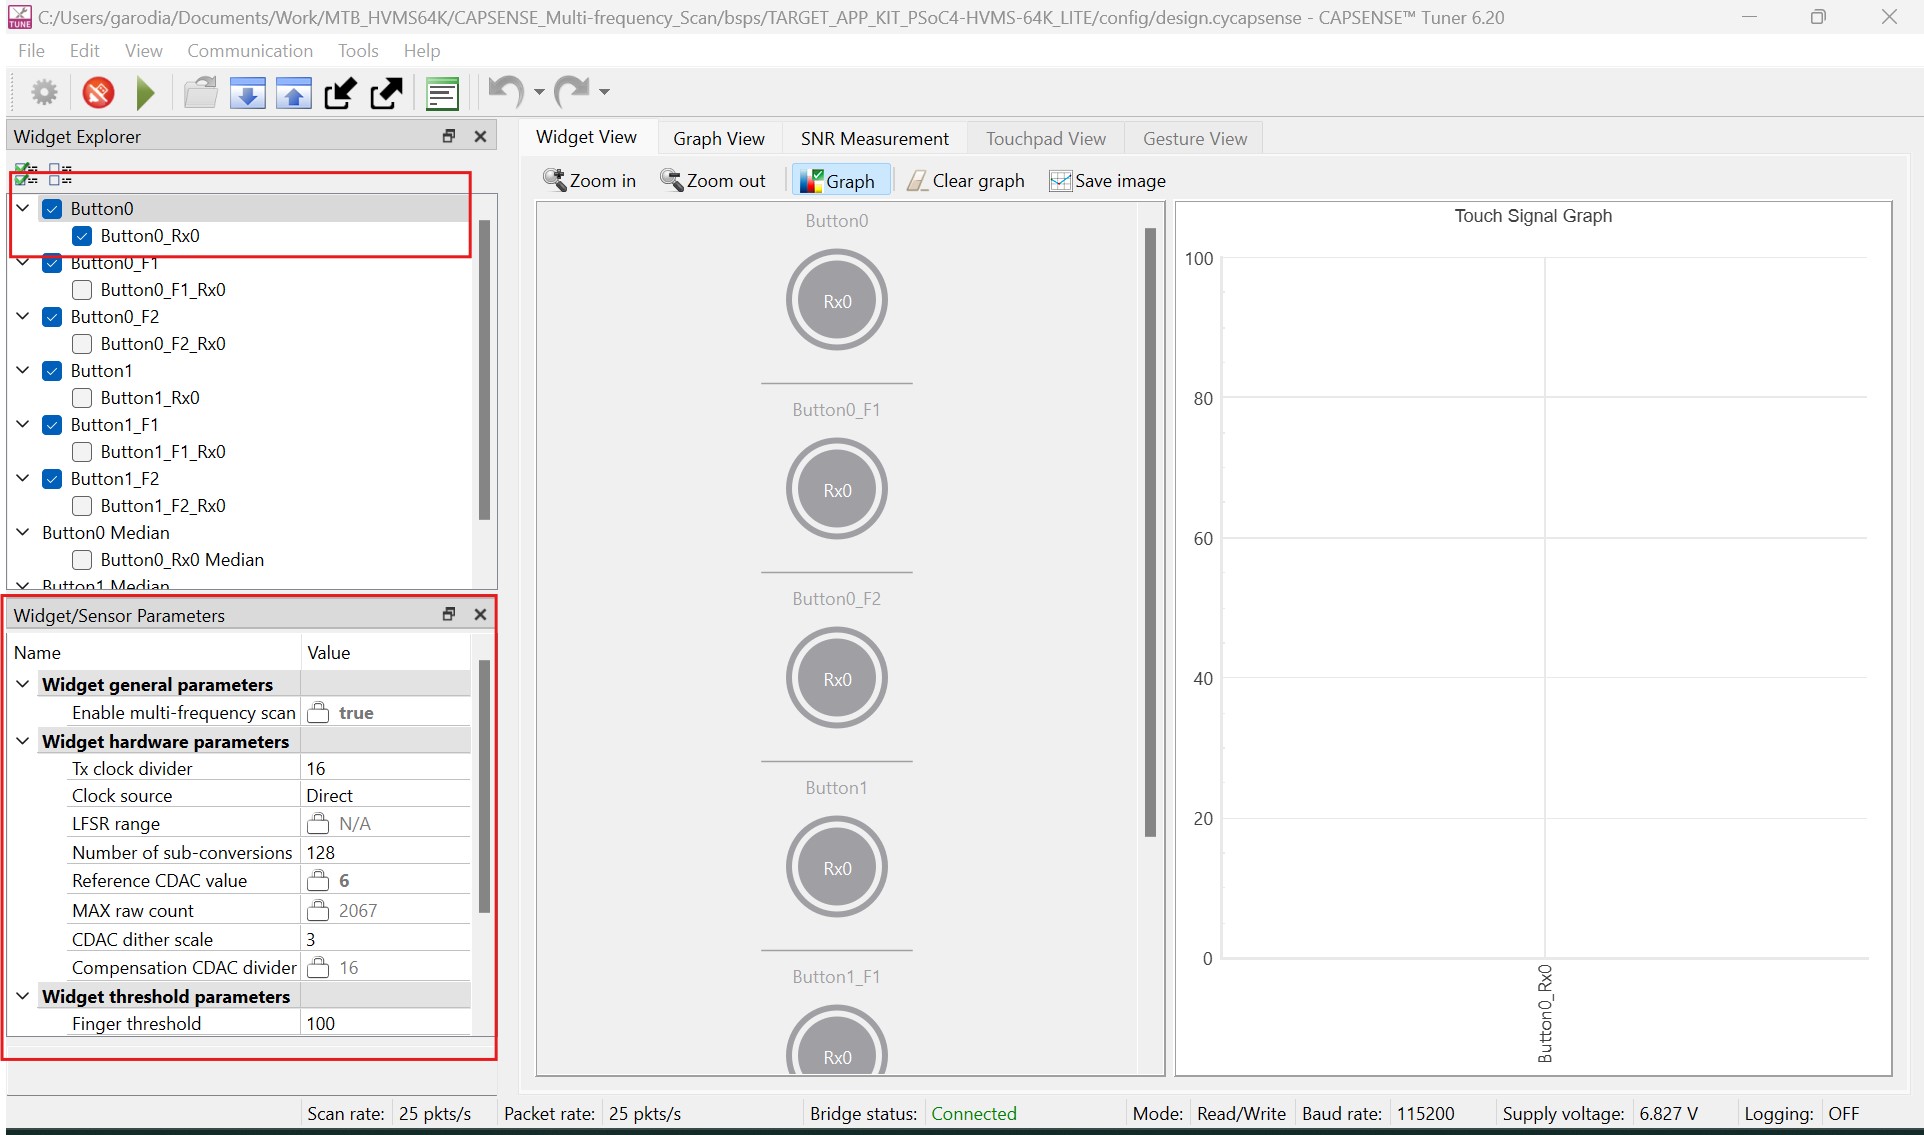 C:/Users/garodia/Documents/Work/MTB_HVMS64K/CAPSENSE_Multi-frequency_Scan/bsps/TARGET_APP_KIT_PSoC4-HVMS-64K_LITE/config/design.cycapsense - CAPSENSE™ Tuner 6.20
TUNE
File Edit View Communication Tools Help
Widget Explorer
Button0
Button0_Rx0
Button0_F1
Button0_F1_Rx0
Button0_F2
Button0_F2_Rx0
Button1
Button1_Rx0
Button1_F1
Button1_F1_Rx0
Button1_F2
Button1_F2_Rx0
Button0 Median
Button0_Rx0 Median
Button1 Median
Widget/Sensor Parameters
Name Value
Widget general parameters
Enable multi-frequency scan true
Widget hardware parameters
Tx clock divider 16
Clock source Direct
LFSR range N/A
Number of sub-conversions 128
Reference CDAC value 6
MAX raw count 2067
CDAC dither scale 3
Compensation CDAC divider 16
Widget threshold parameters
Finger threshold 100
Widget View Graph View SNR Measurement Touchpad View Gesture View
Zoom in Zoom out Graph Clear graph Save image
Button0
Rx0
Button0_F1
Rx0
Button0_F2
Rx0
Button1
Rx0
Button1_F1
Rx0
Touch Signal Graph
100
80
60
40
20
0
Button0_Rx0
Scan rate: 25 pkts/s Packet rate: 25 pkts/s Bridge status: Connected Mode: Read/Write Baud rate: 115200 Supply voltage: 6.827 V Logging: OFF